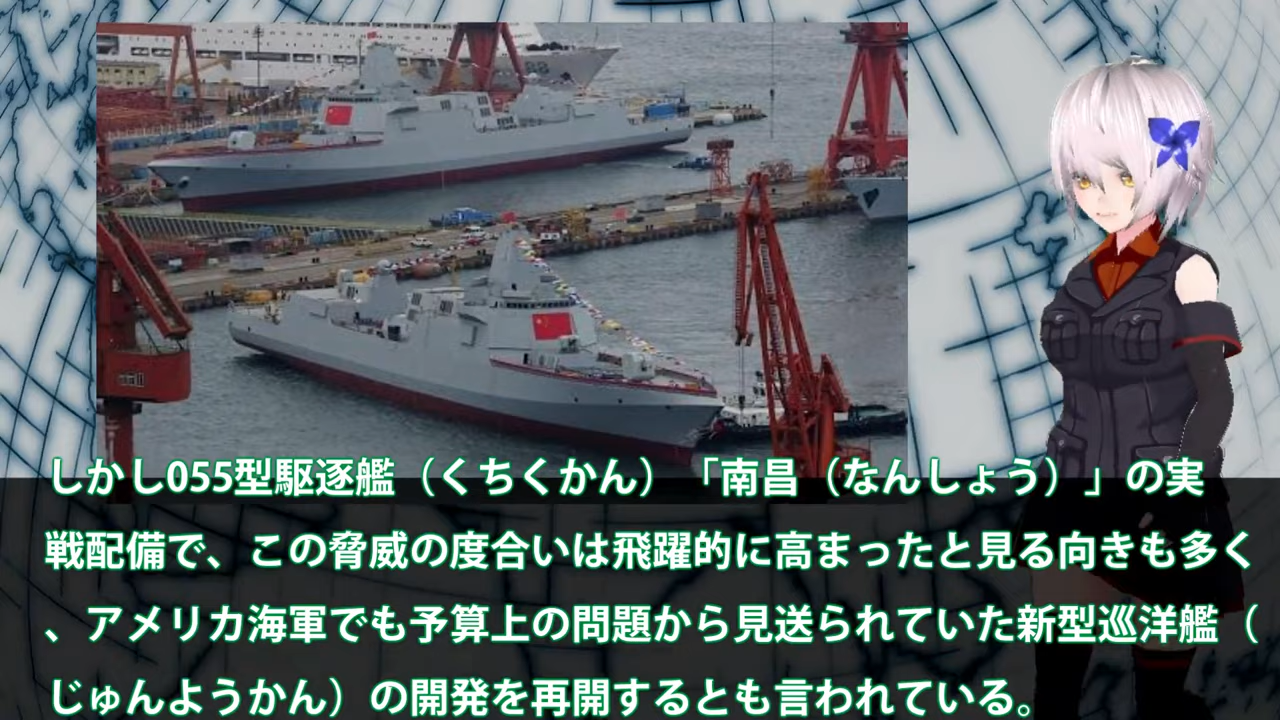 しかし055型駆逐艦（くちくかん）「南昌（なんしょう）」の実
戦配備で、この脅威の度合いは飛躍的に高まったと見る向きも多く
、アメリカ海軍でも予算上の問題から見送られていた新型巡洋艦（
じゅんようかん）の開発を再開するとも言われている。